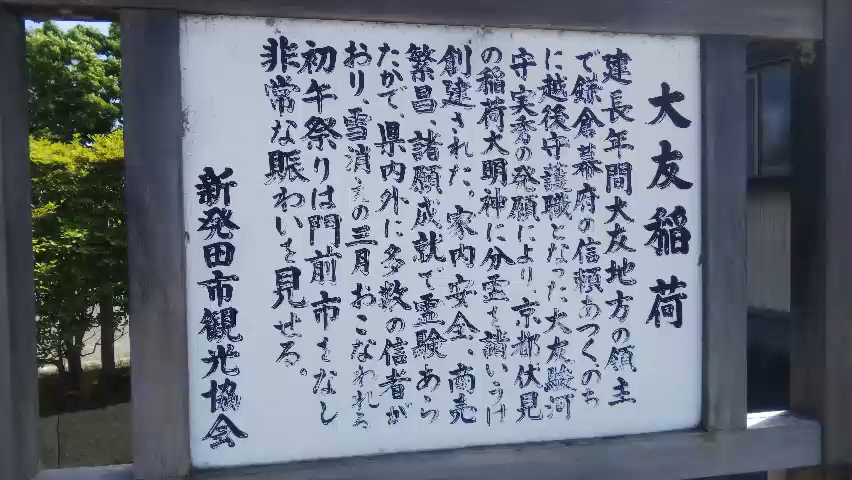 大友稲荷
建長年間大友地方の領主
で鎌倉幕府の信頼あつくのち
に越後守護職となった大友駿河
守実秀の発願により、京都伏見
の稲荷大明神に分霊を請いうけ
創建された。家内安全、商売
繁昌、諸願成就で霊験あら
たかで、県内外に多数の信者が
おり、雪消えの三月おこなわれる
初午祭りは門前市をなし
非常な賑わいを見せる。
新発田市観光協会